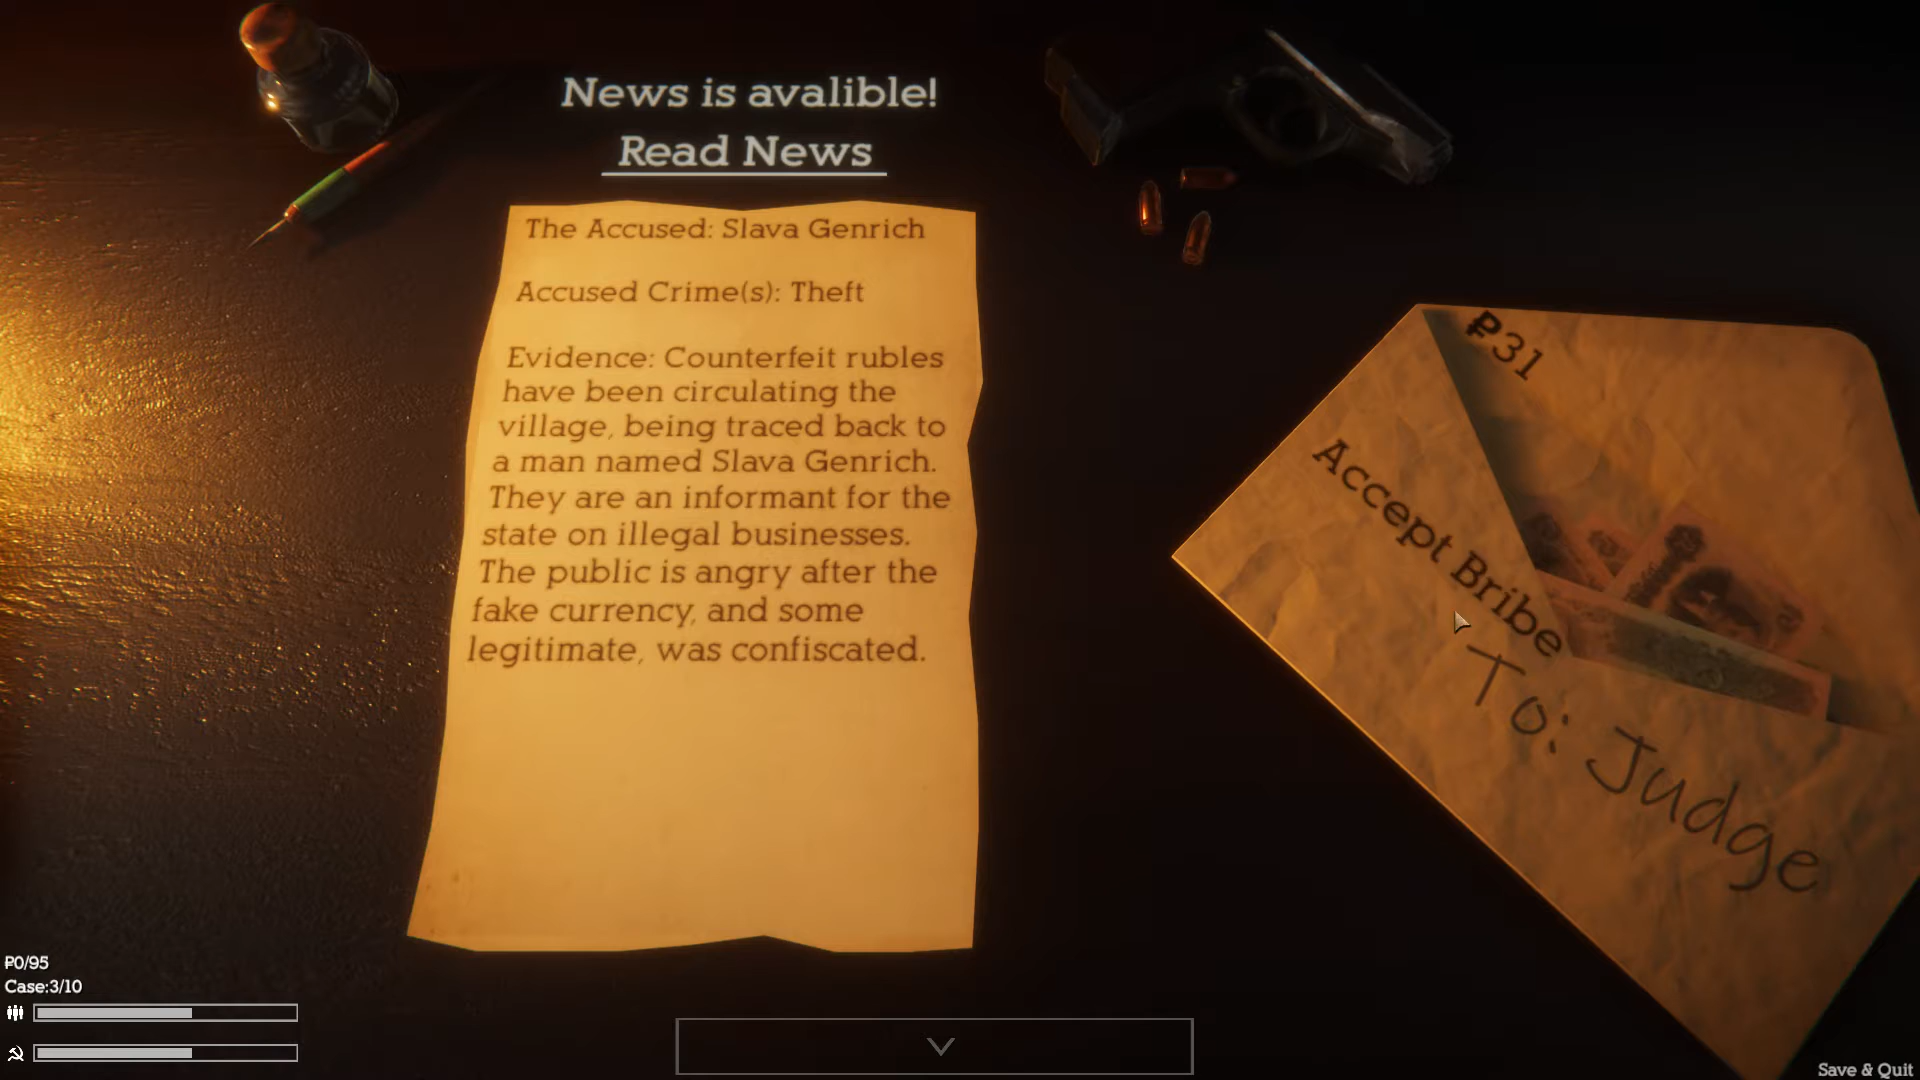 News is avalible!
Read News
The Accused: Slava Genrich
Accused Crime(s): Theft
Evidence: Counterfeit rubles
have been circulating the
village, being traced back to
a man named Slava Genrich.
They are an informant for the
state on illegal businesses.
The public is angry after the
fake currency, and some
legitimate, was confiscated.
₽31
Accept Bribe
To: Judge
₽0/95
Case:3/10
Save & Quit